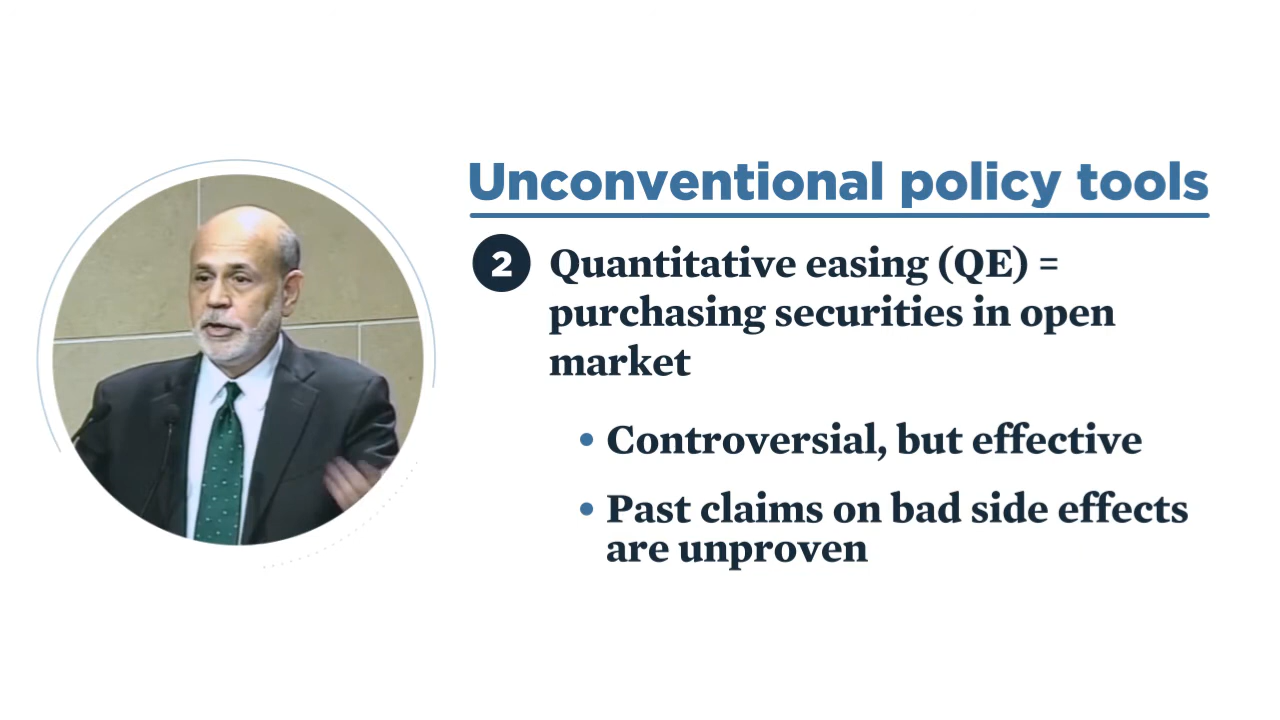 Unconventional policy tools
2 Quantitative easing (QE) =
purchasing securities in open
market
• Controversial, but effective
• Past claims on bad side effects
are unproven